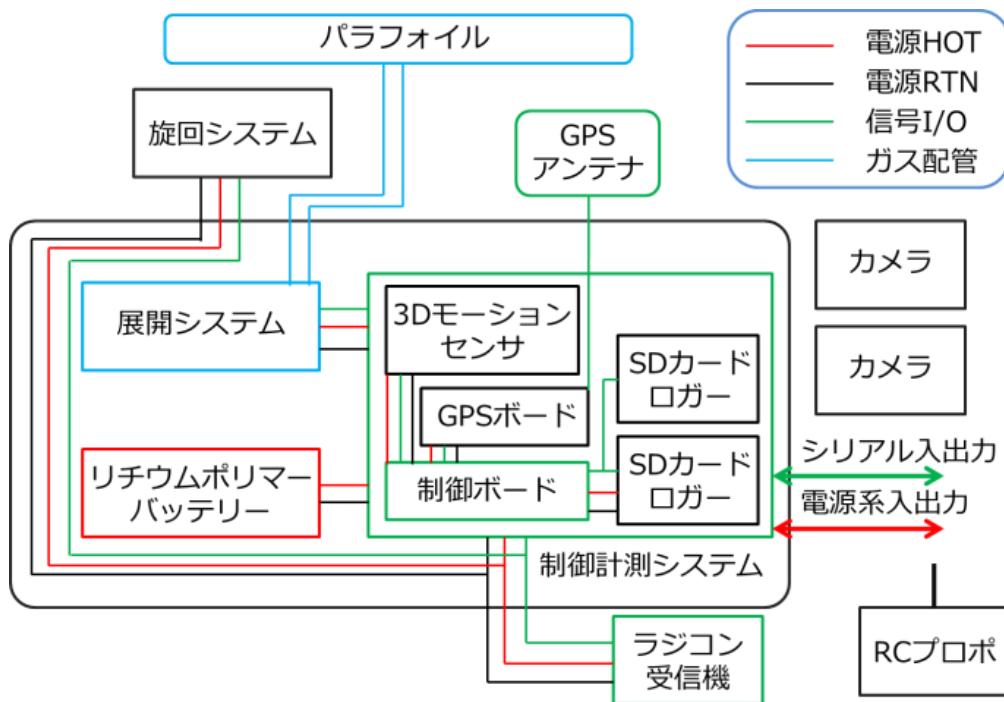 パラフォイル
電源HOT
電源RTN
信号I/O
ガス配管
旋回システム
GPS
アンテナ
カメラ
展開システム
3Dモーション
センサ
SDカード
ロガー
カメラ
GPSボード
シリアル入出力
リチウムポリマー
バッテリー
制御ボード
SDカード
ロガー
電源系入出力
制御計測システム
ラジコン
受信機
RCプロポ